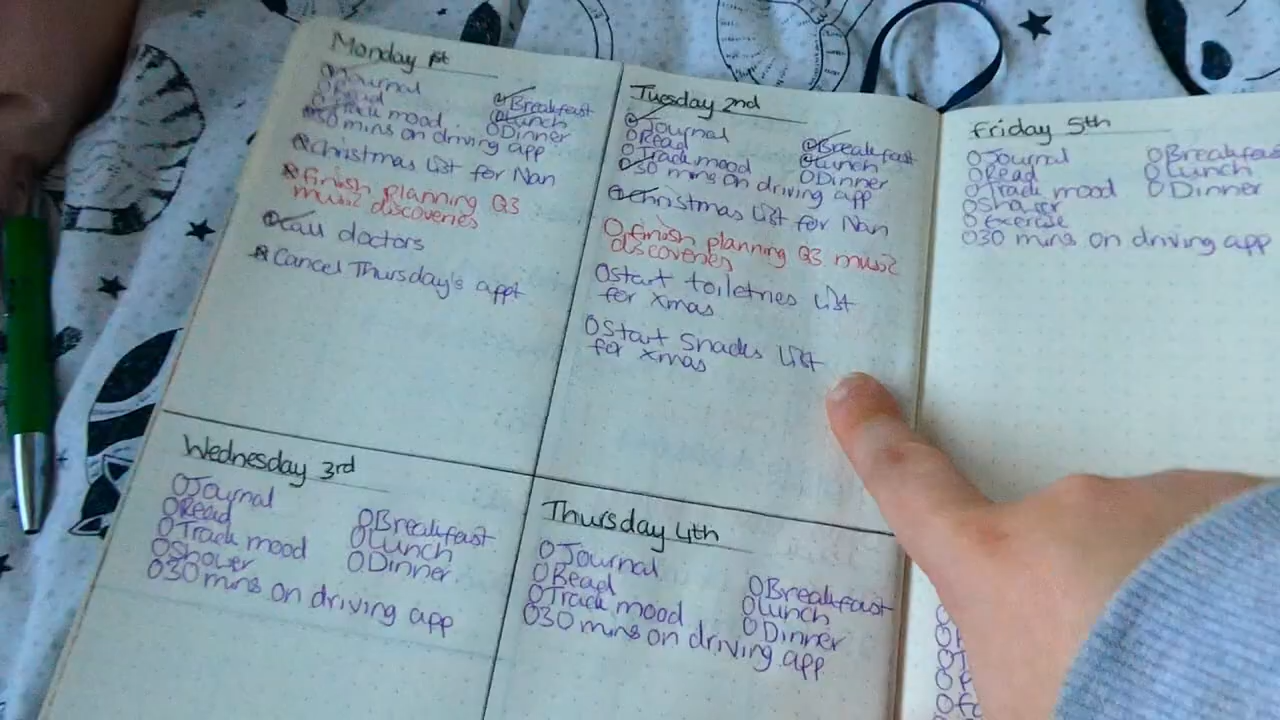 Monday 1st
Journal
Read
Track mood
30 mins on driving app
Breakfast
Lunch
Dinner
Christmas list for Nan
finish planning Q3
music discoveries
Call doctors
Cancel Thursday's appt
Tuesday 2nd
Journal
Read
Track mood
30 mins on driving app
Breakfast
Lunch
Dinner
Christmas list for Nan
finish planning Q3 music
discoveries
Start toiletries list
for xmas
Start snacks list
for xmas
Wednesday 3rd
Journal
Read
Track mood
Shower
30 mins on driving app
Breakfast
Lunch
Dinner
Thursday 4th
Journal
Read
Track mood
30 mins on driving app
Breakfast
Lunch
Dinner
Friday 5th
Journal
Read
Track mood
Shower
Exercise
30 mins on driving app
Breakfast
Lunch
Dinner